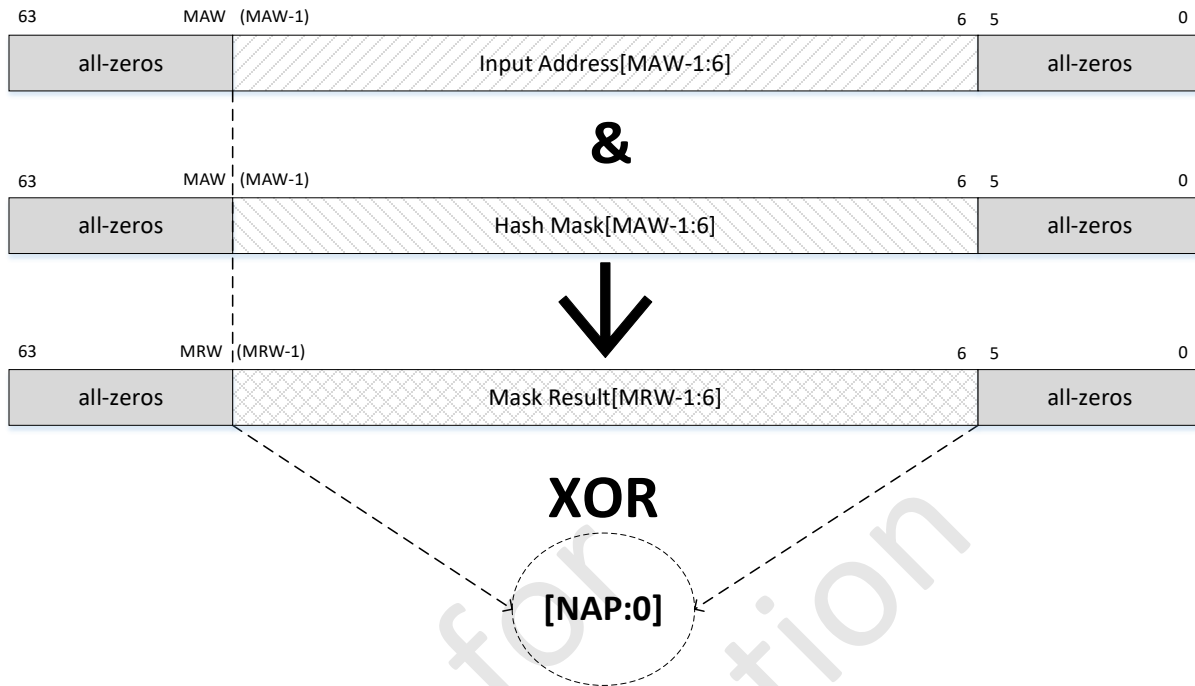 63 MAW (MAW-1) 6 5 0
all-zeros Input Address[MAW-1:6] all-zeros
&
63 MAW (MAW-1) 6 5 0
all-zeros Hash Mask[MAW-1:6] all-zeros
63 MRW (MRW-1) 6 5 0
all-zeros Mask Result[MRW-1:6] all-zeros
XOR
[NAP:0]
for
tion